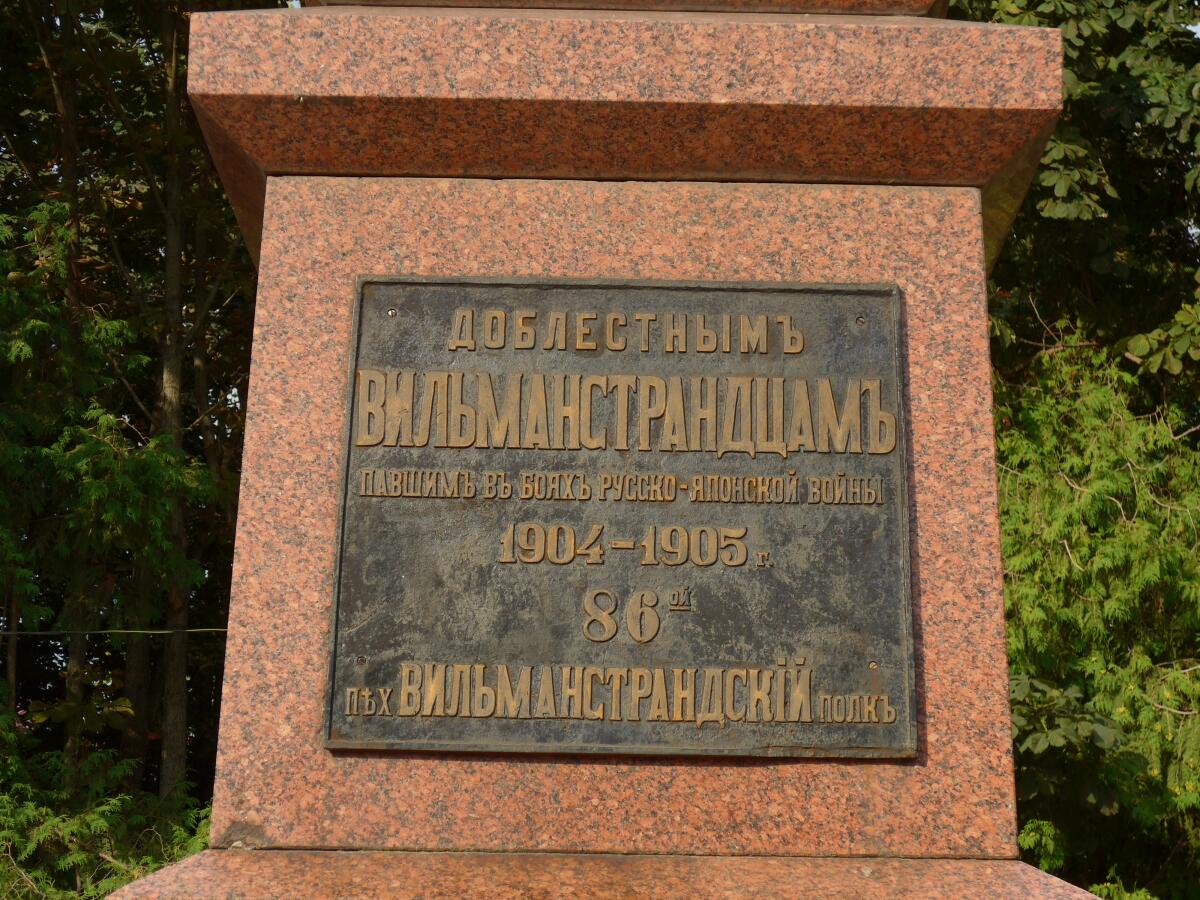 ДОБЛЕСТНЫМЪ
ВИЛЬМАНСТРАНДЦАМЪ
ПАВШИМЪ ВЪ БОЯХЪ РУССКО-ЯПОНСКОЙ ВОЙНЫ
1904-1905 г.
86ой
ПѢХ ВИЛЬМАНСТРАНДСКІЙ ПОЛКЪ